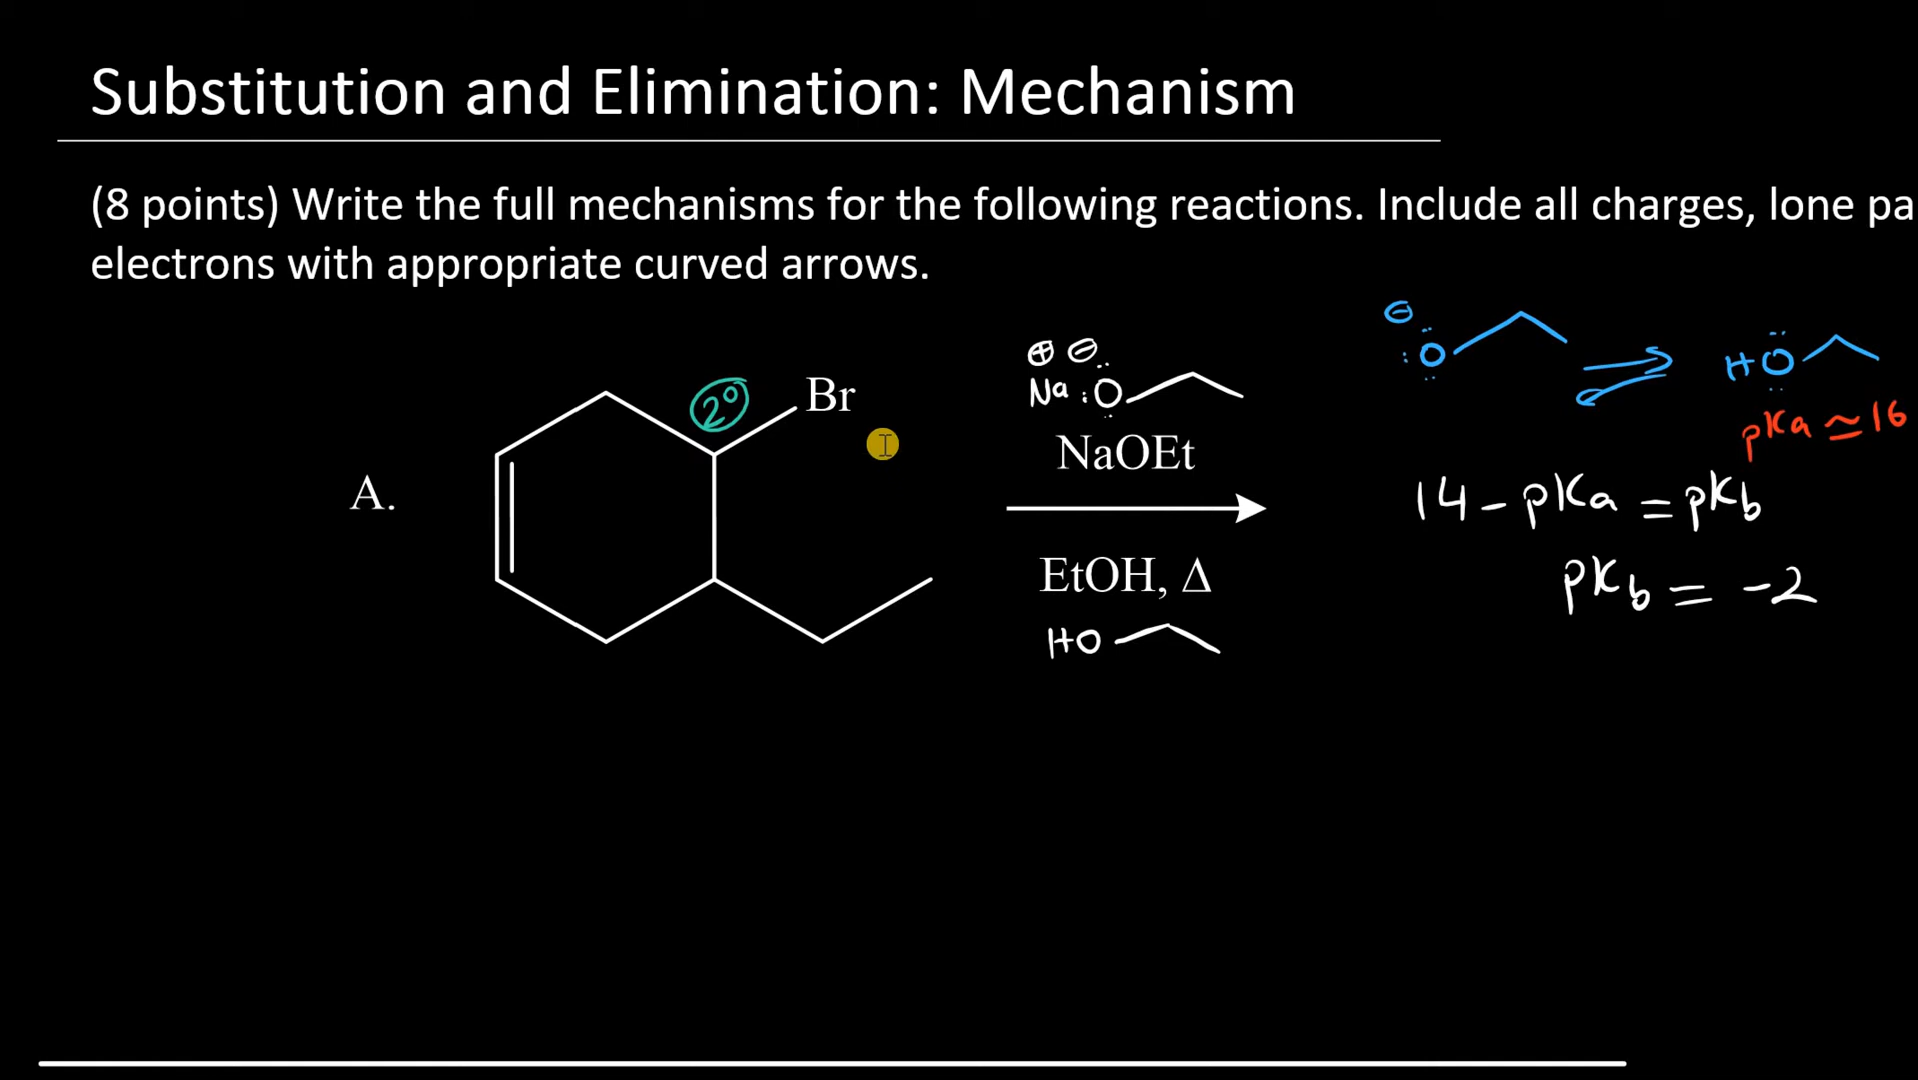 Substitution and Elimination: Mechanism
(8 points) Write the full mechanisms for the following reactions. Include all charges, lone pa
electrons with appropriate curved arrows.
A.
2°
Br
⊕ ⊖
Na :O
NaOEt
EtOH, Δ
HO
⊖
:O
HO
pKa ≃ 16
14 - pKa = pKb
pKb = -2